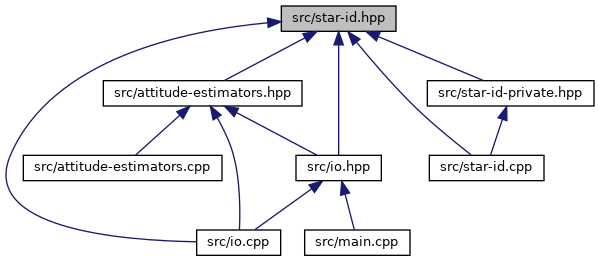 src/star-id.hpp
src/attitude-estimators.hpp
src/star-id-private.hpp
src/attitude-estimators.cpp
src/io.hpp
src/star-id.cpp
src/io.cpp
src/main.cpp